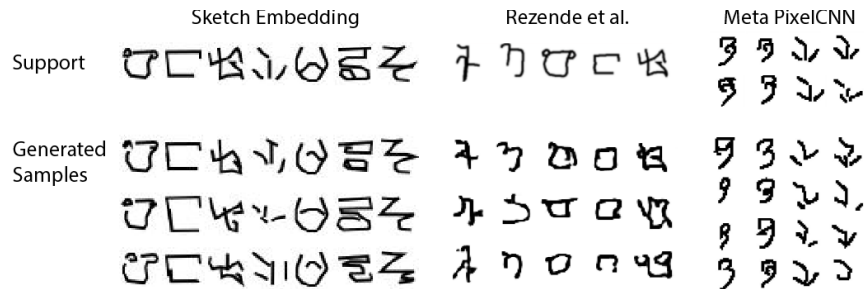 Sketch Embedding
Rezende et al.
Meta PixelCNN
Support
Generated
Samples